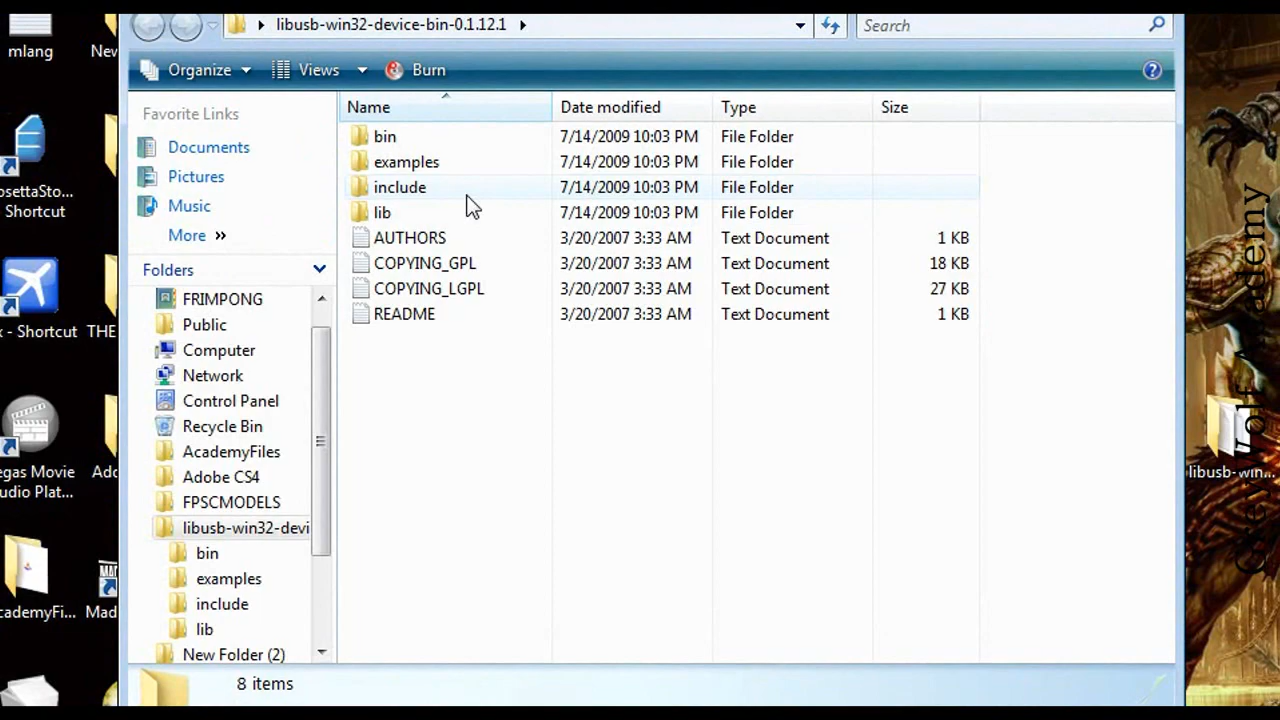 libusb-win32-device-bin-0.1.12.1
Search
Organize
Views
Burn
mlang
New
osettaSto...
Shortcut
x - Shortcut
THE
egas Movie
udio Plat...
Adc
cademyFi...
Mad
Favorite Links
Documents
Pictures
Music
More »
Folders
FRIMPONG
Public
Computer
Network
Control Panel
Recycle Bin
AcademyFiles
Adobe CS4
FPSCMODELS
libusb-win32-devi
bin
examples
include
lib
New Folder (2)
Name Date modified Type Size
bin 7/14/2009 10:03 PM File Folder
examples 7/14/2009 10:03 PM File Folder
include 7/14/2009 10:03 PM File Folder
lib 7/14/2009 10:03 PM File Folder
AUTHORS 3/20/2007 3:33 AM Text Document 1 KB
COPYING_GPL 3/20/2007 3:33 AM Text Document 18 KB
COPYING_LGPL 3/20/2007 3:33 AM Text Document 27 KB
README 3/20/2007 3:33 AM Text Document 1 KB
8 items
libusb-win...